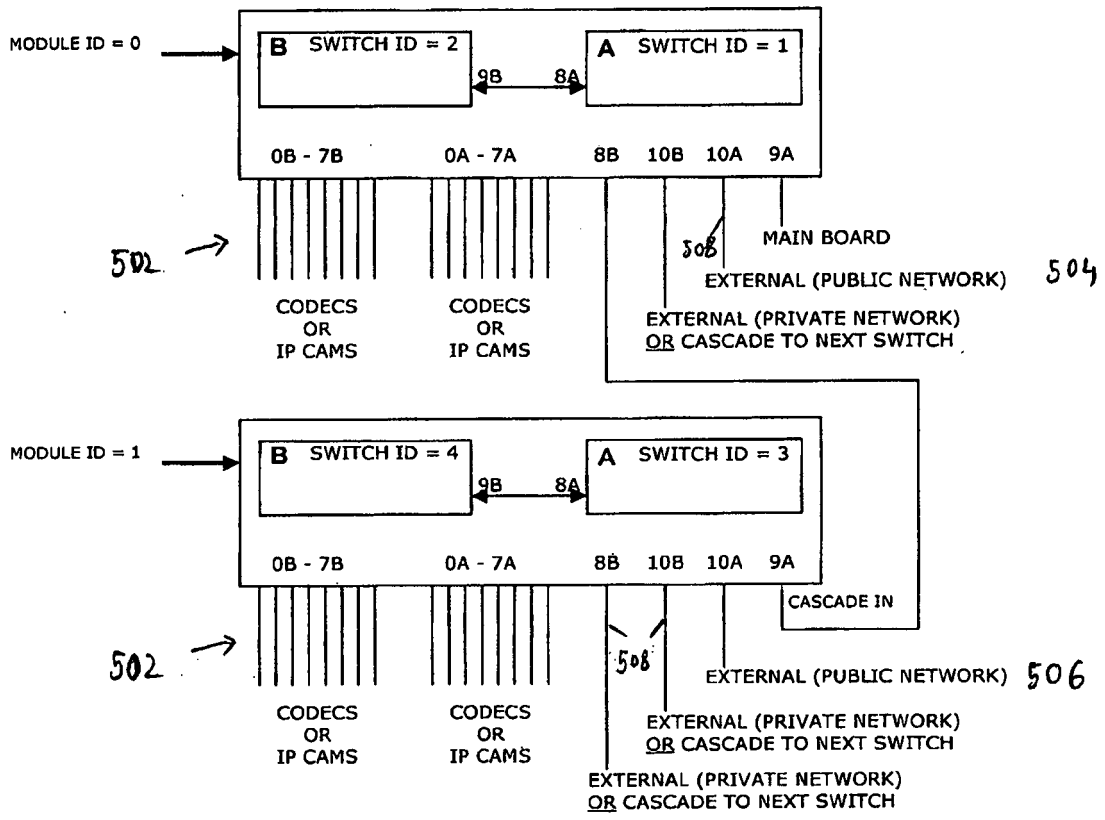 MODULE ID = 0
B SWITCH ID = 2
A SWITCH ID = 1
9B 8A
0B - 7B 0A - 7A 8B 10B 10A 9A
502
508
MAIN BOARD
EXTERNAL (PUBLIC NETWORK) 504
CODECS
OR
IP CAMS
CODECS
OR
IP CAMS
EXTERNAL (PRIVATE NETWORK)
OR CASCADE TO NEXT SWITCH
MODULE ID = 1
B SWITCH ID = 4
A SWITCH ID = 3
9B 8A
0B - 7B 0A - 7A 8B 10B 10A 9A
CASCADE IN
502
508
EXTERNAL (PUBLIC NETWORK) 506
CODECS
OR
IP CAMS
CODECS
OR
IP CAMS
EXTERNAL (PRIVATE NETWORK)
OR CASCADE TO NEXT SWITCH
EXTERNAL (PRIVATE NETWORK)
OR CASCADE TO NEXT SWITCH